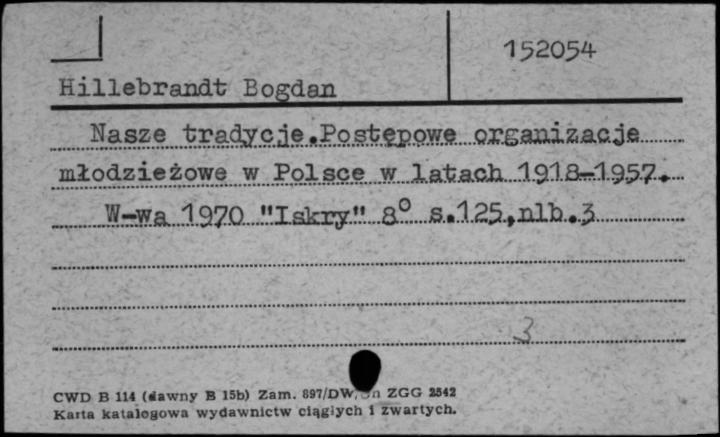 152054
Hillebrandt Bogdan
Nasze tradycje.Postępowe organizacje
młodzieżowe w Polsce w latach 1918-1957.
W-wa 1970 "Iskry" 8° s.125,nlb.3
3
CWD B 114 (dawny B 15b) Zam. 897/DW, ZGG 2542
Karta katalogowa wydawnictw ciągłych i zwartych.